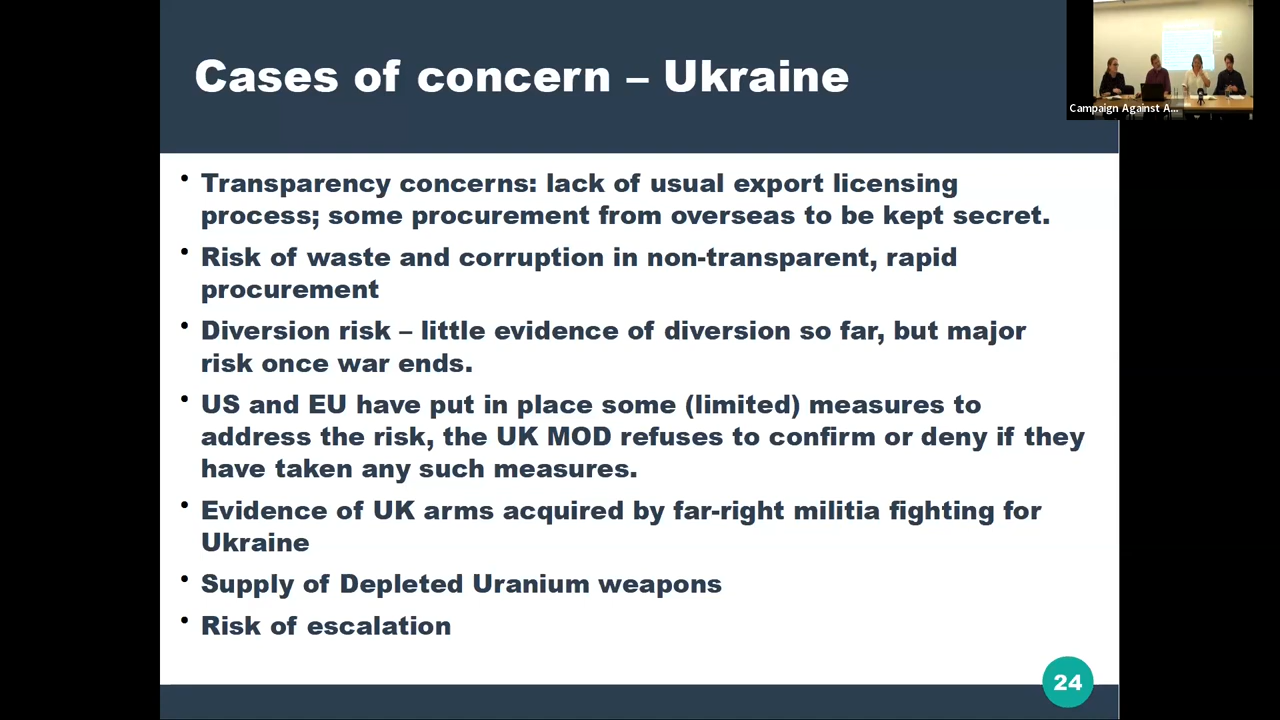 Cases of concern – Ukraine
Campaign Against A...
• Transparency concerns: lack of usual export licensing
process; some procurement from overseas to be kept secret.
• Risk of waste and corruption in non-transparent, rapid
procurement
• Diversion risk – little evidence of diversion so far, but major
risk once war ends.
• US and EU have put in place some (limited) measures to
address the risk, the UK MOD refuses to confirm or deny if they
have taken any such measures.
• Evidence of UK arms acquired by far-right militia fighting for
Ukraine
• Supply of Depleted Uranium weapons
• Risk of escalation
24